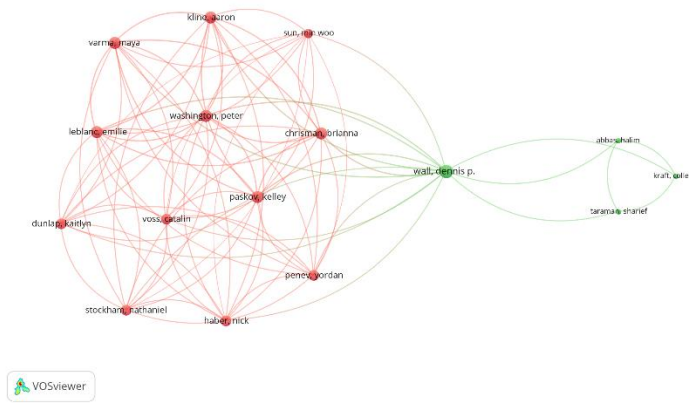 kline, aaron
sun, min woo
varma, maya
washington, peter
leblanc, emilie
chrisman, brianna
abbas, halim
wall, dennis p.
kraft, colle
paskov, kelley
tarama sharief
voss, catalin
dunlap, kaitlyn
penev, yordan
stockham, nathaniel
haber, nick
VOSviewer